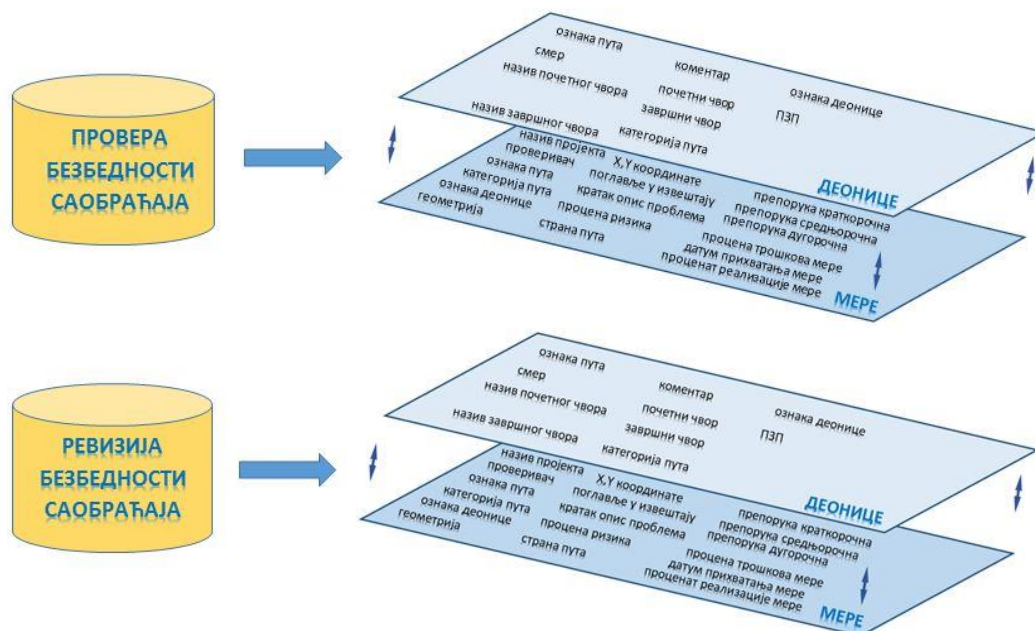 ПРОВЕРА
БЕЗБЕДНОСТИ
САОБРАЋАЈА
ознака пута
коментар
ознака деонице
смер
почетни чвор
ПЗП
назив почетног чвора
завршни чвор
назив завршног чвора
категорија пута
ДЕОНИЦЕ
назив пројекта
X,Y координате
препорука краткорочна
проверивач
поглавље у извештају
препорука средњорочна
ознака пута
кратак опис проблема
препорука дугорочна
категорија пута
процена ризика
процена трошкова мере
ознака деонице
страна пута
датум прихватања мере
геометрија
проценат реализације мере
МЕРЕ
РЕВИЗИЈА
БЕЗБЕДНОСТИ
САОБРАЋАЈА
ознака пута
коментар
ознака деонице
смер
почетни чвор
ПЗП
назив почетног чвора
завршни чвор
назив завршног чвора
категорија пута
ДЕОНИЦЕ
назив пројекта
X,Y координате
препорука краткорочна
проверивач
поглавље у извештају
препорука средњорочна
ознака пута
кратак опис проблема
препорука дугорочна
категорија пута
процена ризика
процена трошкова мере
ознака деонице
страна пута
датум прихватања мере
геометрија
проценат реализације мере
МЕРЕ